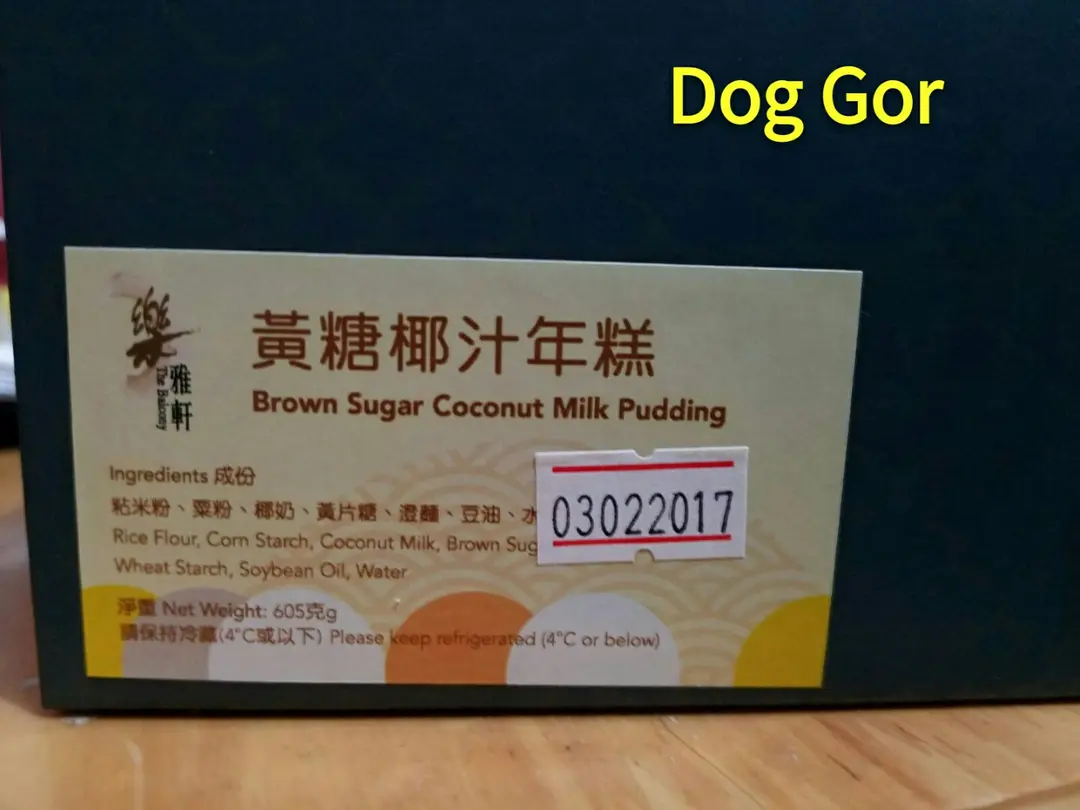 Dog Gor
樂
雅軒
The Balcony
黃糖椰汁年糕
Brown Sugar Coconut Milk Pudding
Ingredients 成份
粘米粉、粟粉、椰奶、黃片糖、澄麵、豆油、水
03022017
Rice Flour, Corn Starch, Coconut Milk, Brown Sug
Wheat Starch, Soybean Oil, Water
淨重 Net Weight: 605克g
請保持冷藏(4°C或以下) Please keep refrigerated (4°C or below)